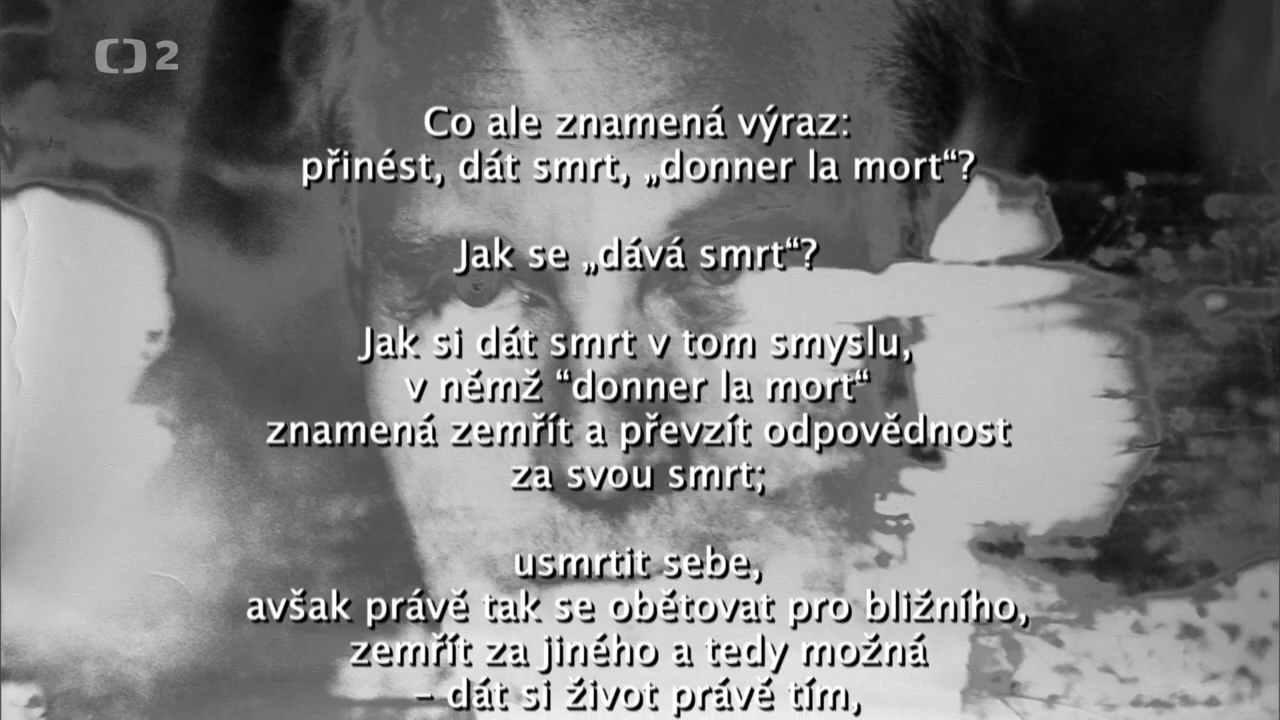 2
Co ale znamená výraz:
přinést, dát smrt, „donner la mort“?
Jak se „dává smrt“?
Jak si dát smrt v tom smyslu,
v němž “donner la mort“
znamená zemřít a převzít odpovědnost
za svou smrt;
usmrtit sebe,
avšak právě tak se obětovat pro bližního,
zemřít za jiného a tedy možná
– dát si život právě tím,